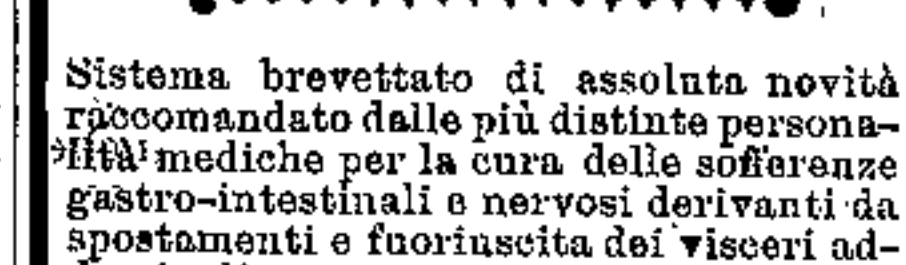 Sistema brevettato di assoluta novità
raccomandato dalle più distinte persona-
lità mediche per la cura delle sofferenze
gastro-intestinali e nervosi derivanti da
spostamenti e fuoriuscita dei visceri ad-